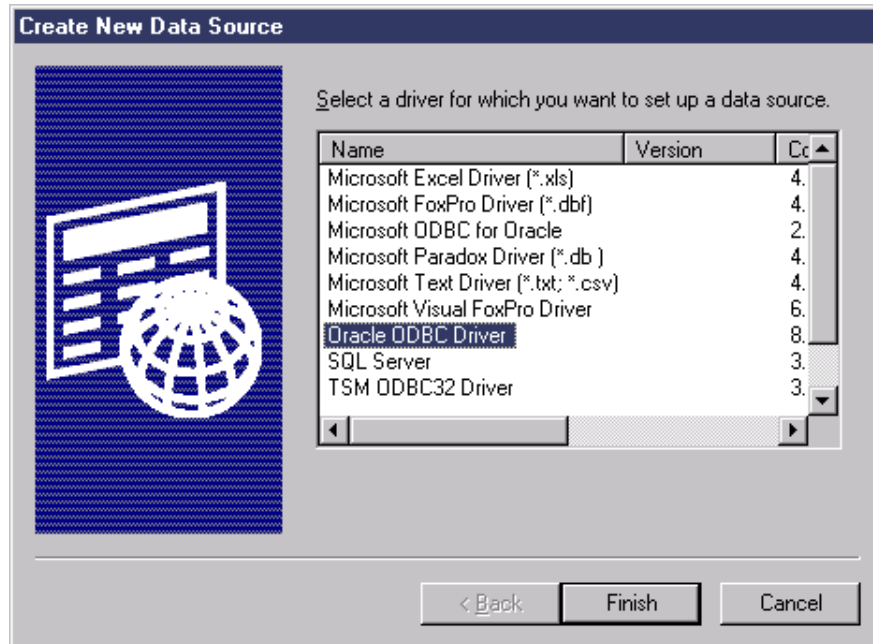 Create New Data Source
Select a driver for which you want to set up a data source.
Name Version Co
Microsoft Excel Driver (*.xls) 4.
Microsoft FoxPro Driver (*.dbf) 4.
Microsoft ODBC for Oracle 2.
Microsoft Paradox Driver (*.db ) 4.
Microsoft Text Driver (*.txt; *.csv) 4.
Microsoft Visual FoxPro Driver 6.
Oracle ODBC Driver 8.
SQL Server 3.
TSM ODBC32 Driver 3.
< Back Finish Cancel